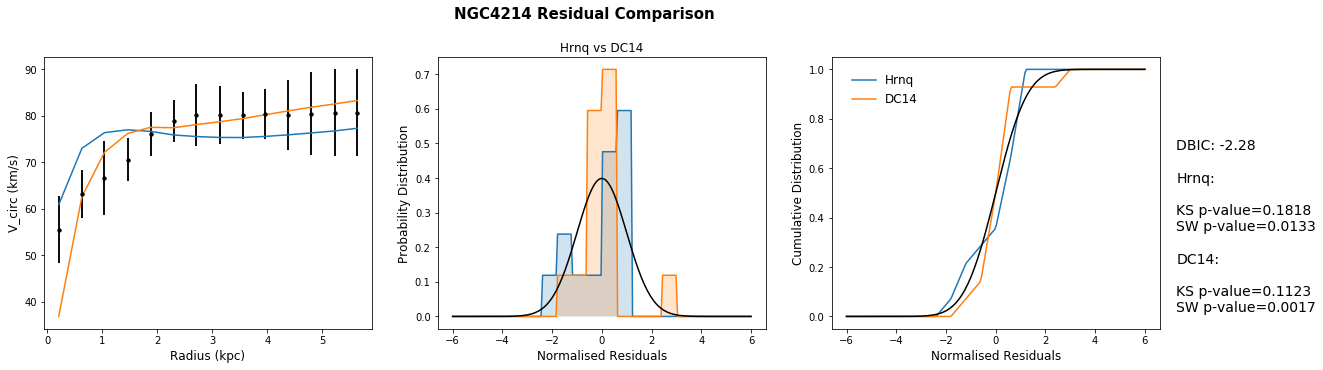 NGC4214 Residual Comparison
V_circ (km/s)
90
80
70
60
50
40
0
1
2
3
4
5
Radius (kpc)
Hrnq vs DC14
Probability Distribution
0.7
0.6
0.5
0.4
0.3
0.2
0.1
0.0
−6
−4
−2
0
2
4
6
Normalised Residuals
Cumulative Distribution
1.0
0.8
0.6
0.4
0.2
0.0
Hrnq
DC14
−6
−4
−2
0
2
4
6
Normalised Residuals
DBIC: -2.28
Hrnq:
KS p-value=0.1818
SW p-value=0.0133
DC14:
KS p-value=0.1123
SW p-value=0.0017